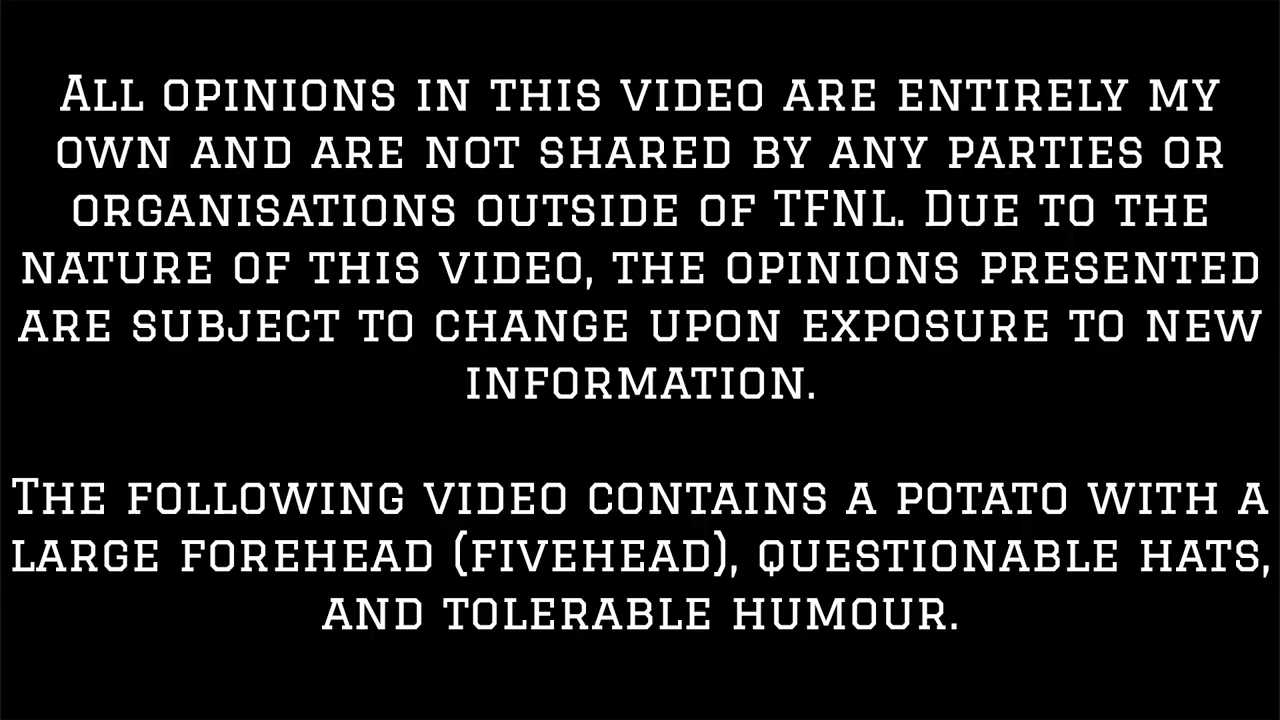 All opinions in this video are entirely my
own and are not shared by any parties or
organisations outside of TFNL. Due to the
nature of this video, the opinions presented
are subject to change upon exposure to new
information.
The following video contains a potato with a
large forehead (fivehead), questionable hats,
and tolerable humour.